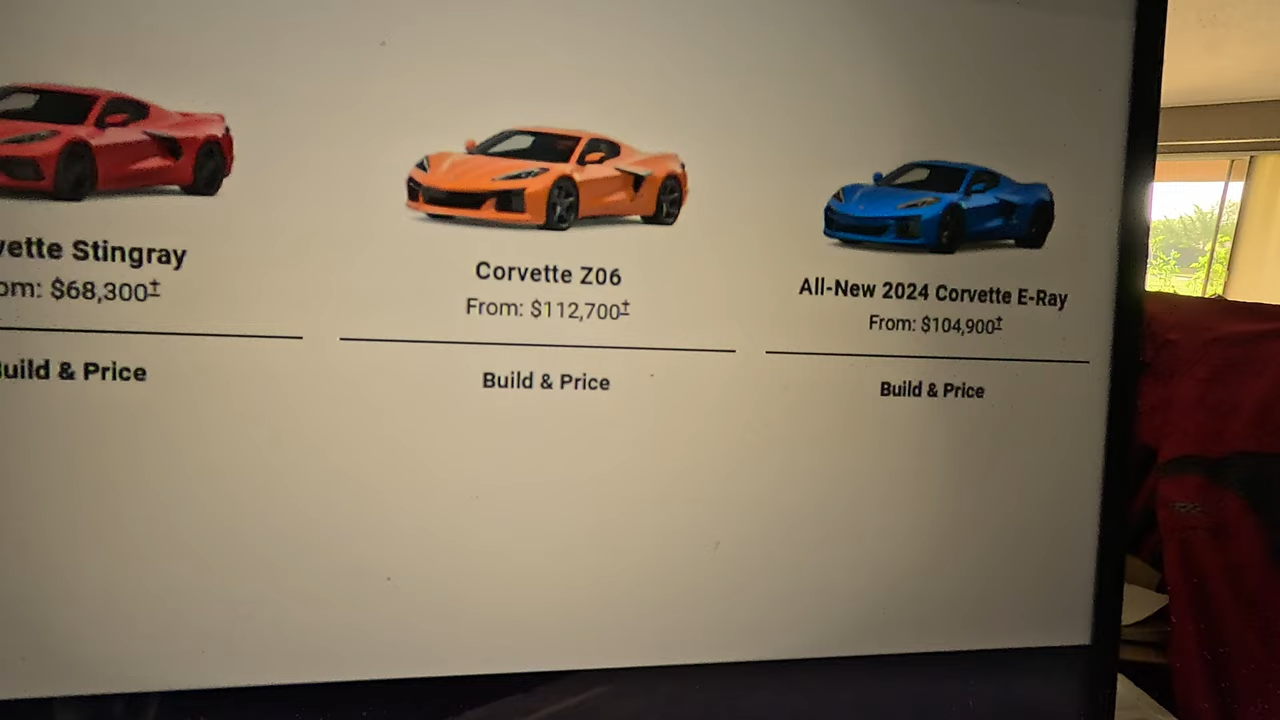 vette Stingray
om: $68,300‡
Build & Price
Corvette Z06
From: $112,700‡
Build & Price
All-New 2024 Corvette E-Ray
From: $104,900‡
Build & Price